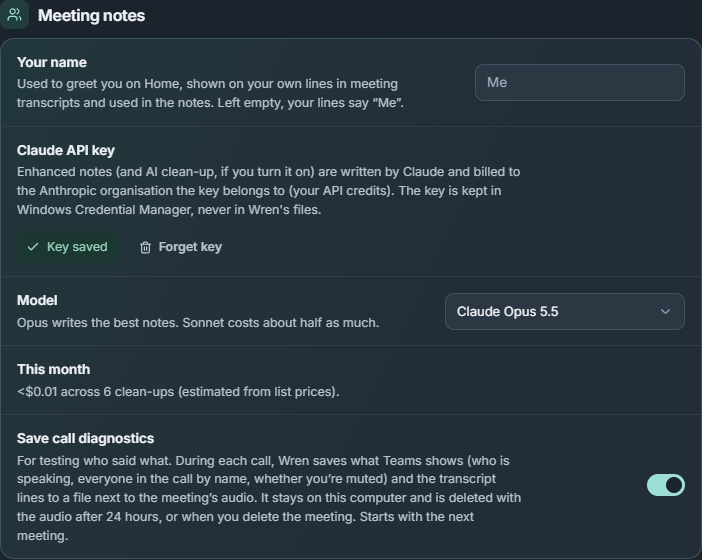 Meeting notes
Your name
Used to greet you on Home, shown on your own lines in meeting
transcripts and used in the notes. Left empty, your lines say “Me”.
Me
Claude API key
Enhanced notes (and AI clean-up, if you turn it on) are written by Claude and billed to
the Anthropic organisation the key belongs to (your API credits). The key is kept in
Windows Credential Manager, never in Wren's files.
Key saved
Forget key
Model
Opus writes the best notes. Sonnet costs about half as much.
Claude Opus 5.5
This month
<$0.01 across 6 clean-ups (estimated from list prices).
Save call diagnostics
For testing who said what. During each call, Wren saves what Teams shows (who is
speaking, everyone in the call by name, whether you’re muted) and the transcript
lines to a file next to the meeting’s audio. It stays on this computer and is deleted with
the audio after 24 hours, or when you delete the meeting. Starts with the next
meeting.